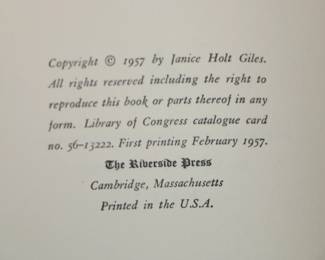 Copyright © 1957 by Janice Holt Giles.
All rights reserved including the right to
reproduce this book or parts thereof in any
form. Library of Congress catalogue card
no. 56-13222. First printing February 1957.
The Riverside Press
Cambridge, Massachusetts
Printed in the U.S.A.